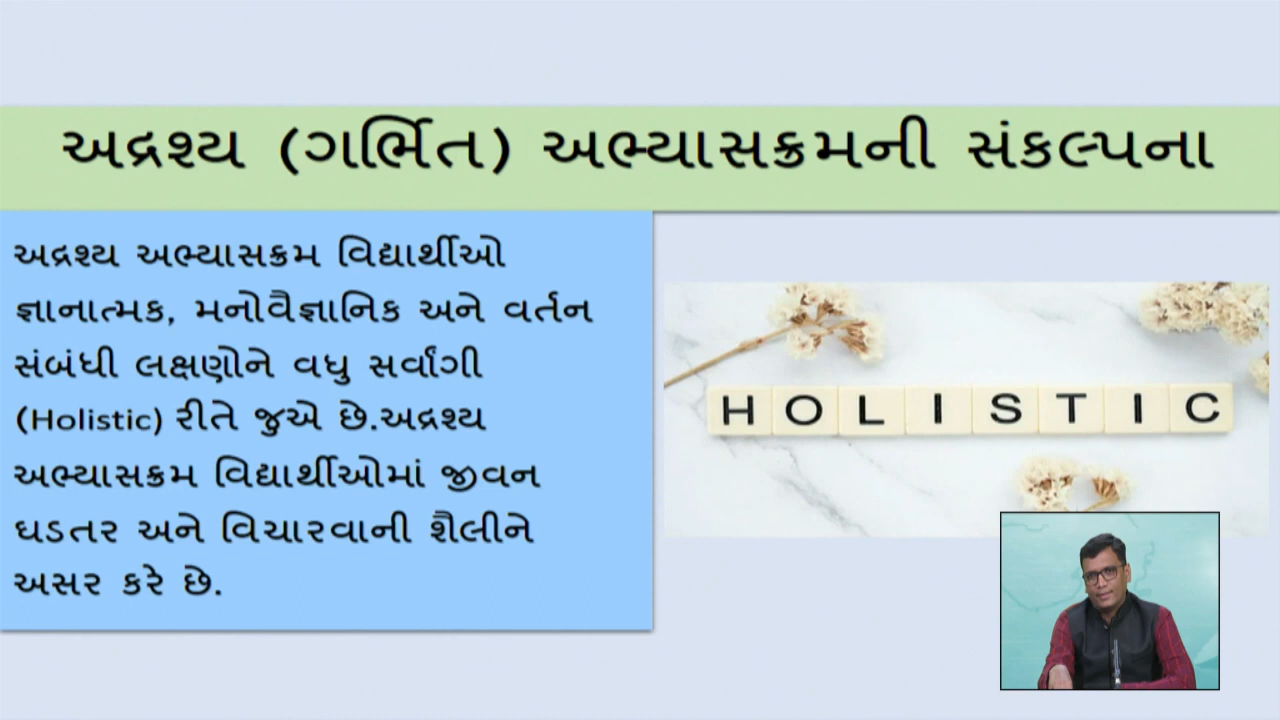 અદ્રશ્ય (ગર્ભિત) અભ્યાસક્રમની સંકલ્પના
અદ્રશ્ય અભ્યાસક્રમ વિદ્યાર્થીઓ
જ્ઞાનાત્મક, મનોવૈજ્ઞાનિક અને વર્તન
સંબંધી લક્ષણોને વધુ સર્વાંગી
(Holistic) રીતે જુએ છે.અદ્રશ્ય
અભ્યાસક્રમ વિદ્યાર્થીઓમાં જીવન
ઘડતર અને વિચારવાની શૈલીને
અસર કરે છે.
HOLISTIC